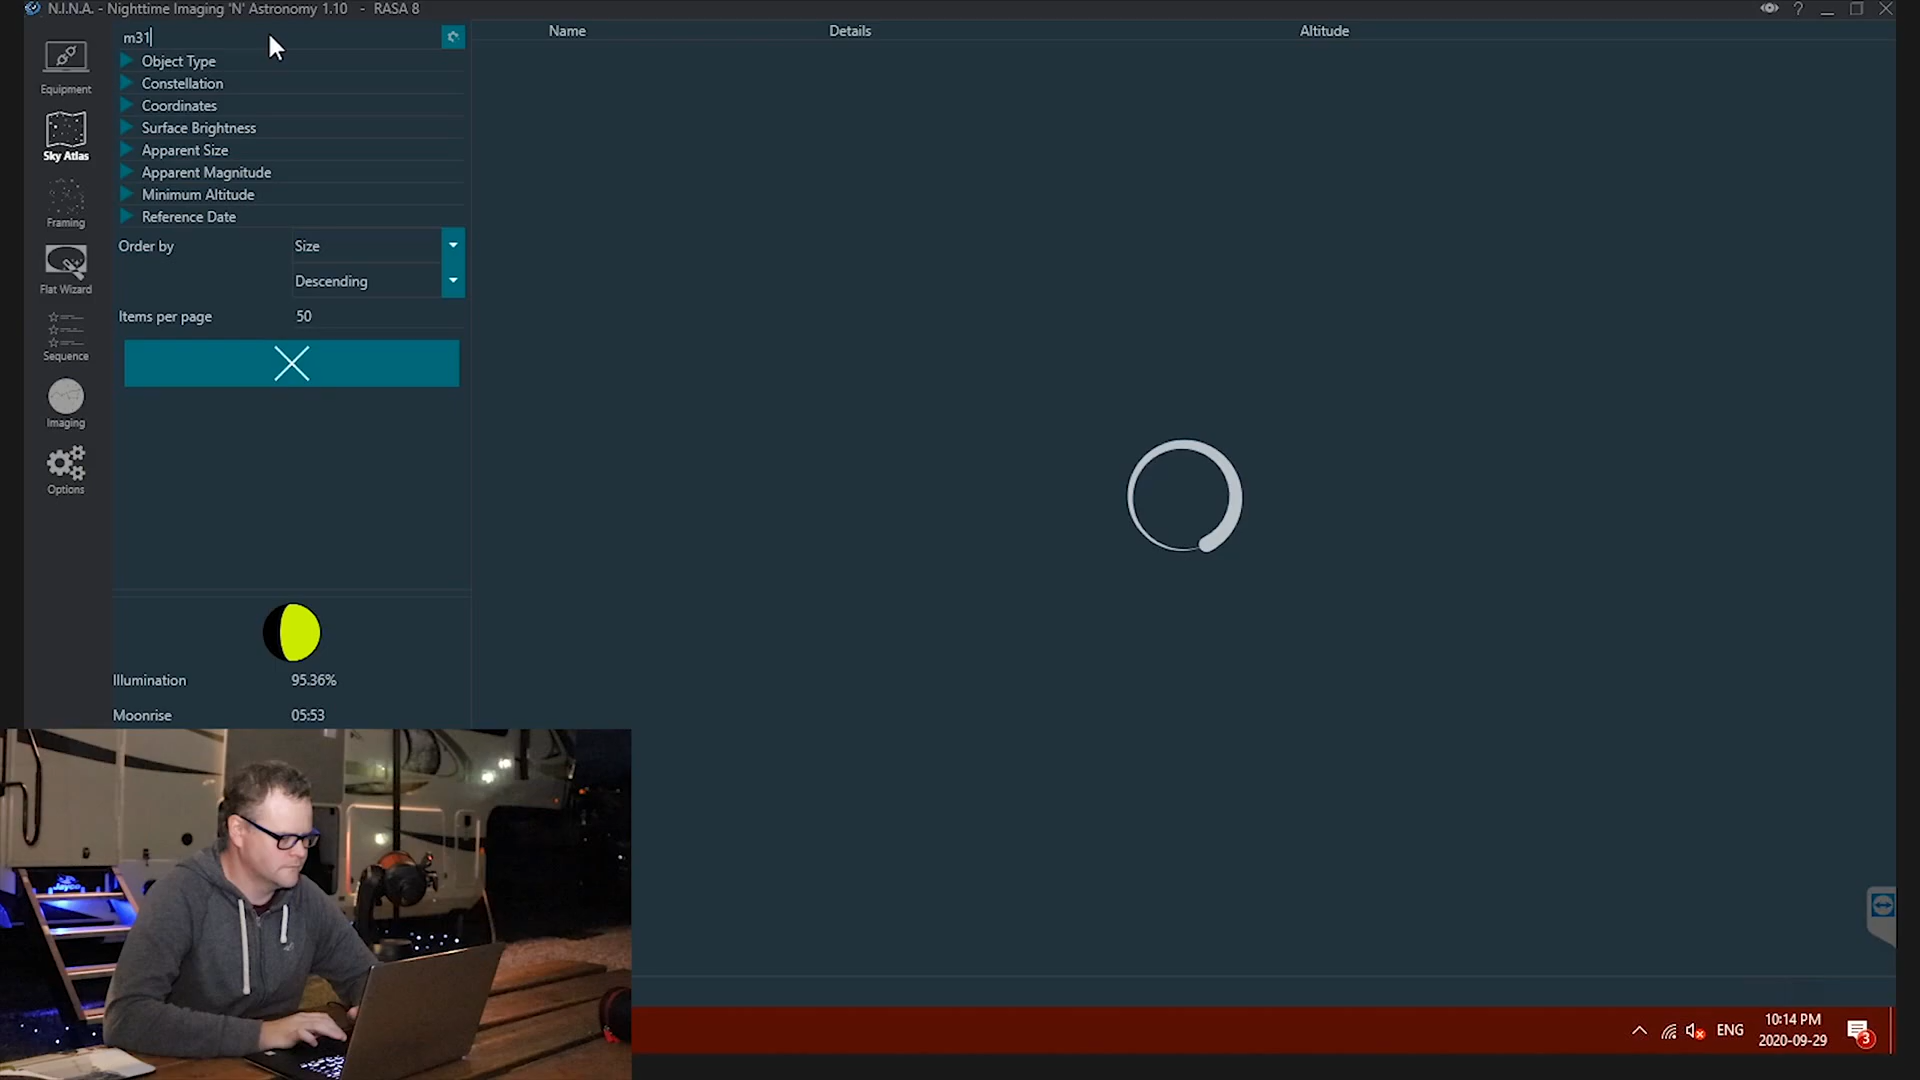 N.I.N.A. - Nighttime Imaging 'N' Astronomy 1.10 - RASA 8
m31
Name Details Altitude
Equipment
Sky Atlas
Framing
Flat Wizard
Sequence
Imaging
Options
Object Type
Constellation
Coordinates
Surface Brightness
Apparent Size
Apparent Magnitude
Minimum Altitude
Reference Date
Order by Size
Descending
Items per page 50
Illumination 95.36%
Moonrise 05:53
Jayco
ENG
10:14 PM
2020-09-29
3